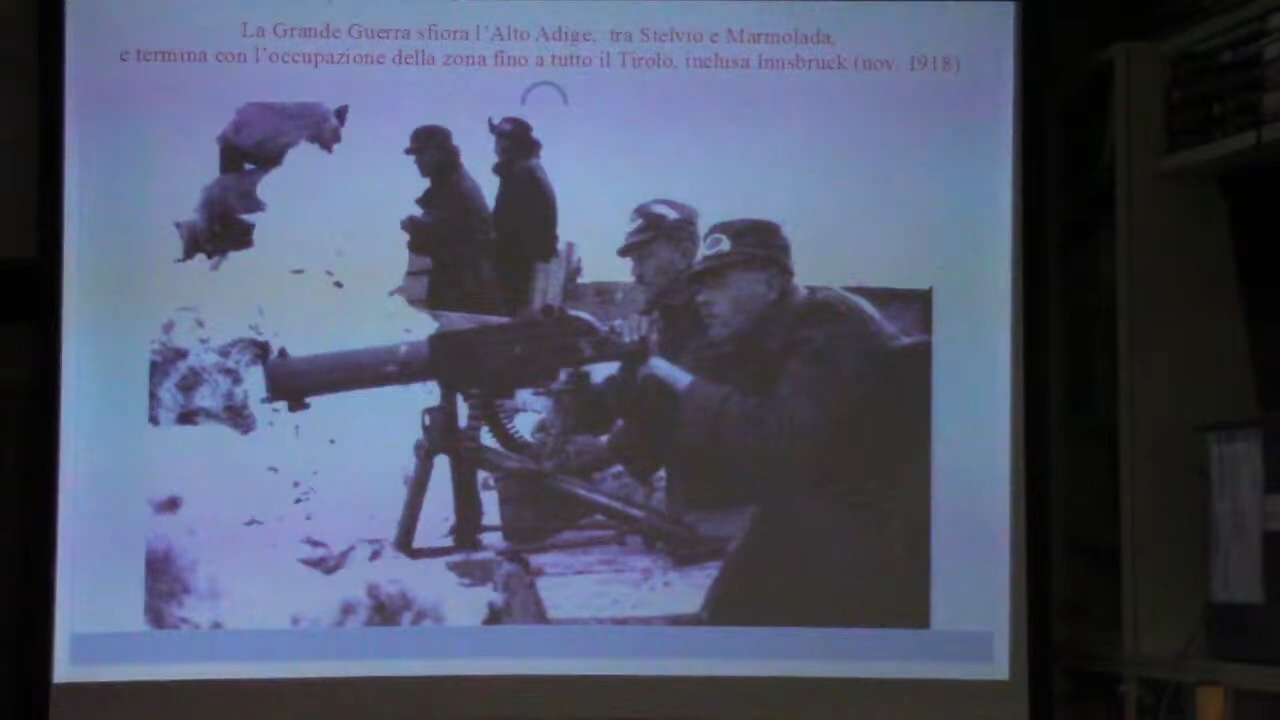 La Grande Guerra sfiora l'Alto Adige, tra Stelvio e Marmolada,
e termina con l'occupazione della zona fino a tutto il Tirolo, inclusa Innsbruck (nov. 1918)